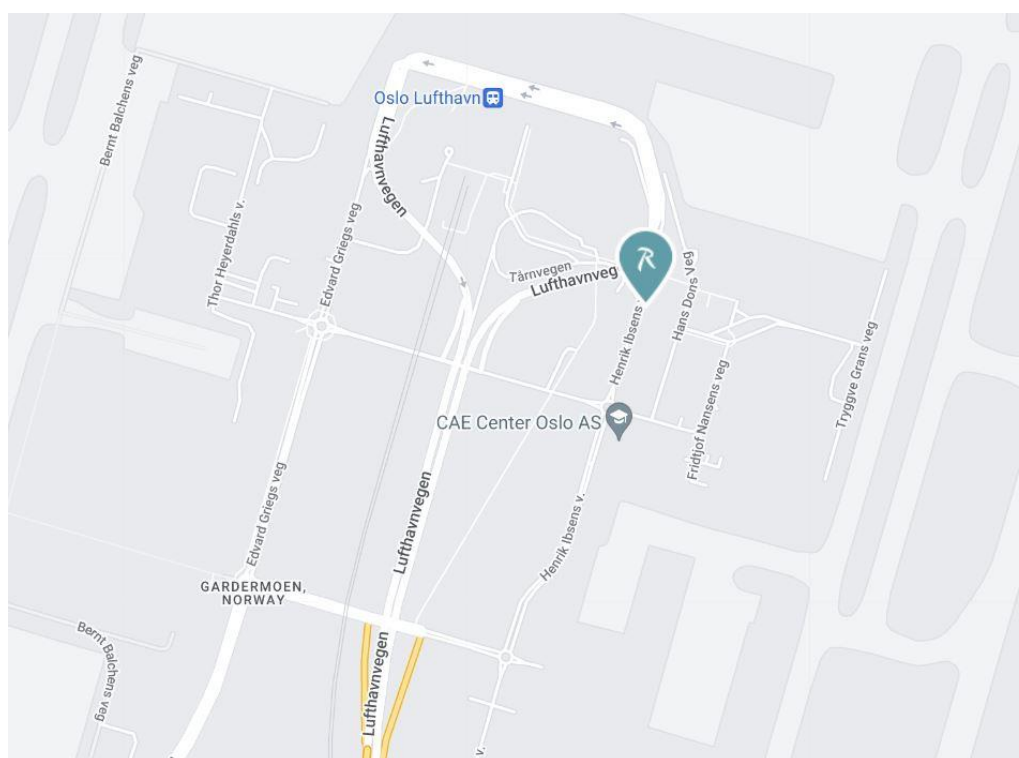 Bernt Balchens veg
Oslo Lufthavn
Lufthavnvegen
Thor Heyerdahls v.
Edvard Griegs veg
R
Tårnvegen
Lufthavnveg
Hans Dons Veg
Henrik Ibsens v
Tryggve Grans veg
Fridtjof Nansens veg
CAE Center Oslo AS
Edvard Griegs veg
Lufthavnvegen
Henrik Ibsens v.
GARDERMOEN,
NORWAY
Bernt Balchens veg
Lufthavnvegen
v.